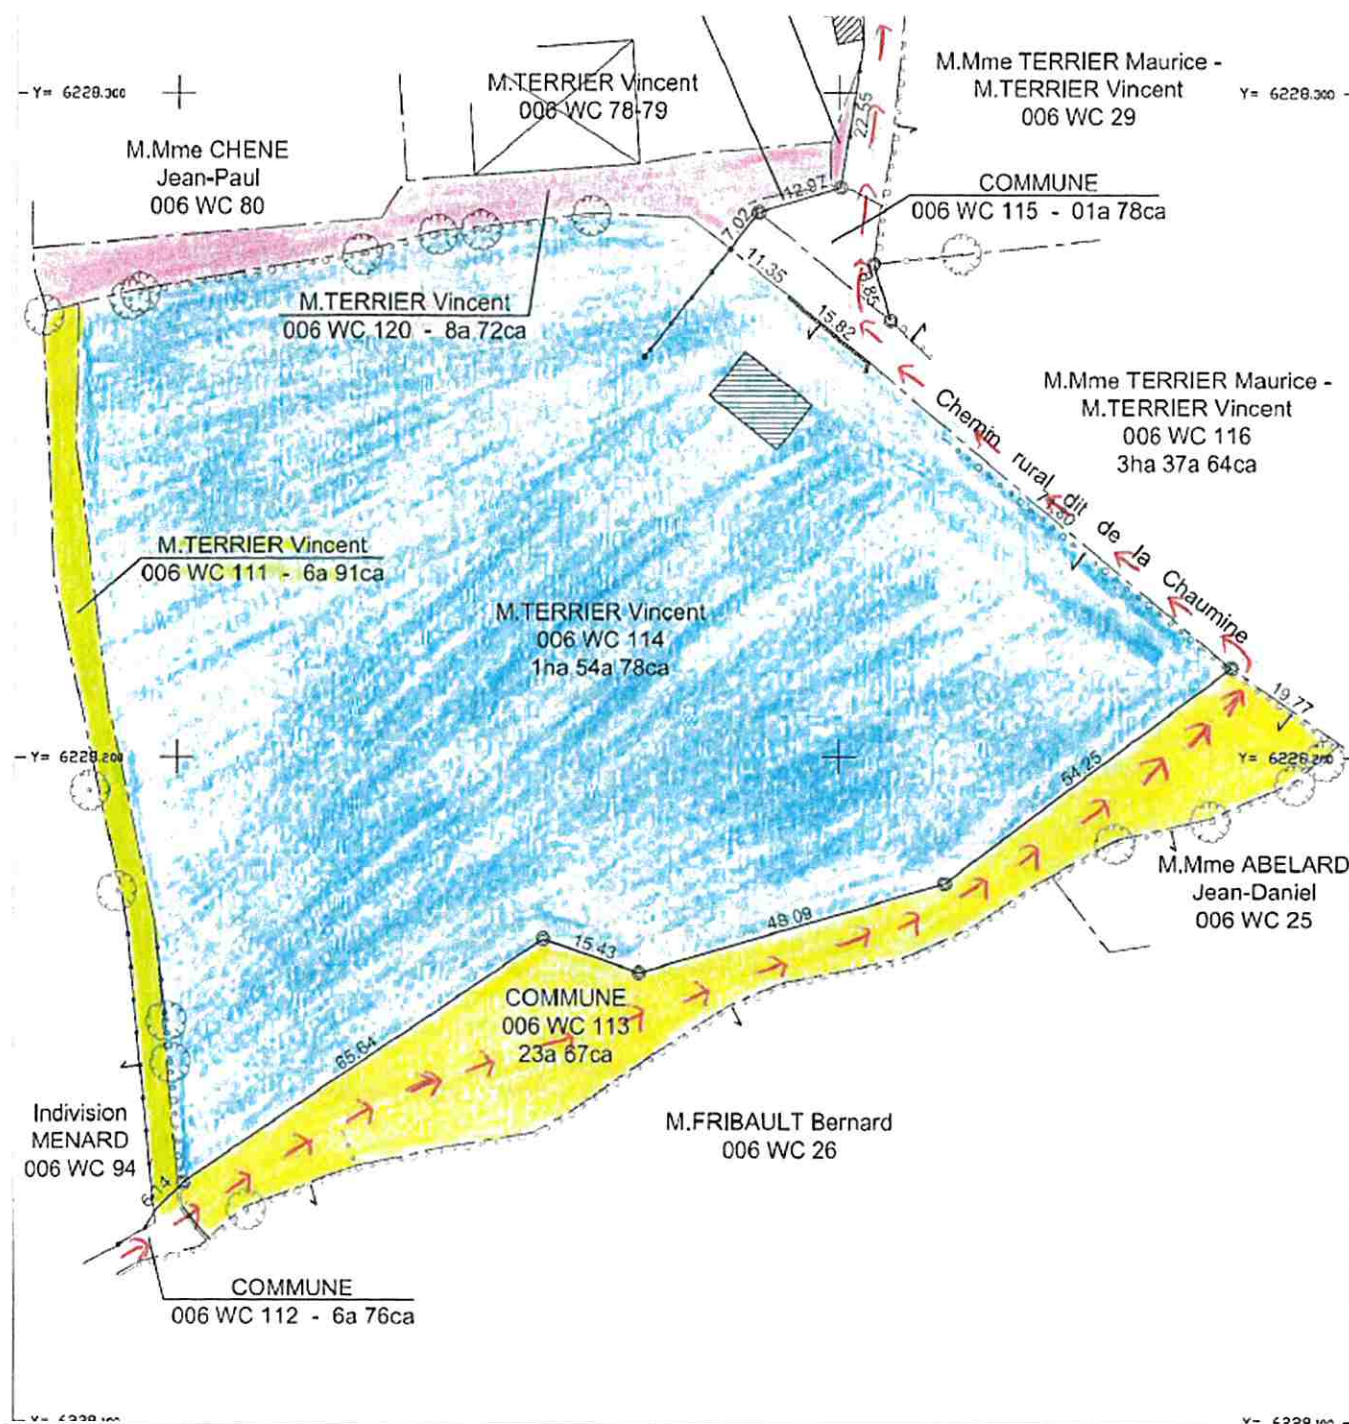 Y= 6228.300
M.TERRIER Vincent
006 WC 78-79
M.Mme TERRIER Maurice -
M.TERRIER Vincent
006 WC 29
Y= 6228.300
22.55
M.Mme CHENE
Jean-Paul
006 WC 80
COMMUNE
006 WC 115 - 01a 78ca
12.97
7.02
11.35
15.82
M.TERRIER Vincent
006 WC 120 - 8a 72ca
M.Mme TERRIER Maurice -
M.TERRIER Vincent
006 WC 116
3ha 37a 64ca
Chemin rural dit de la Chaumine
M.TERRIER Vincent
006 WC 111 - 6a 91ca
M.TERRIER Vincent
006 WC 114
1ha 54a 78ca
19.77
Y= 6228.200
Y= 6228.200
54.25
M.Mme ABELARD
Jean-Daniel
006 WC 25
48.09
15.43
COMMUNE
006 WC 113
23a 67ca
65.64
Indivision
MENARD
006 WC 94
M.FRIBAULT Bernard
006 WC 26
COMMUNE
006 WC 112 - 6a 76ca
Y= 6228.100
Y= 6228.100